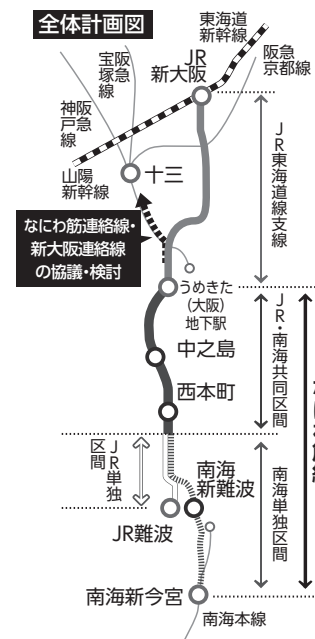 全体計画図
東海道
新幹線
宝塚線
阪急
JR
新大阪
阪急
京都線
神戸線
阪急
山陽
新幹線
十三
JR東海道線支線
なにわ筋連絡線・
新大阪連絡線
の協議・検討
うめきた
(大阪)
地下駅
中之島
西本町
JR・南海共同区間
区間
JR単独
南海
新難波
JR難波
南海単独区間
南海新今宮
南海本線